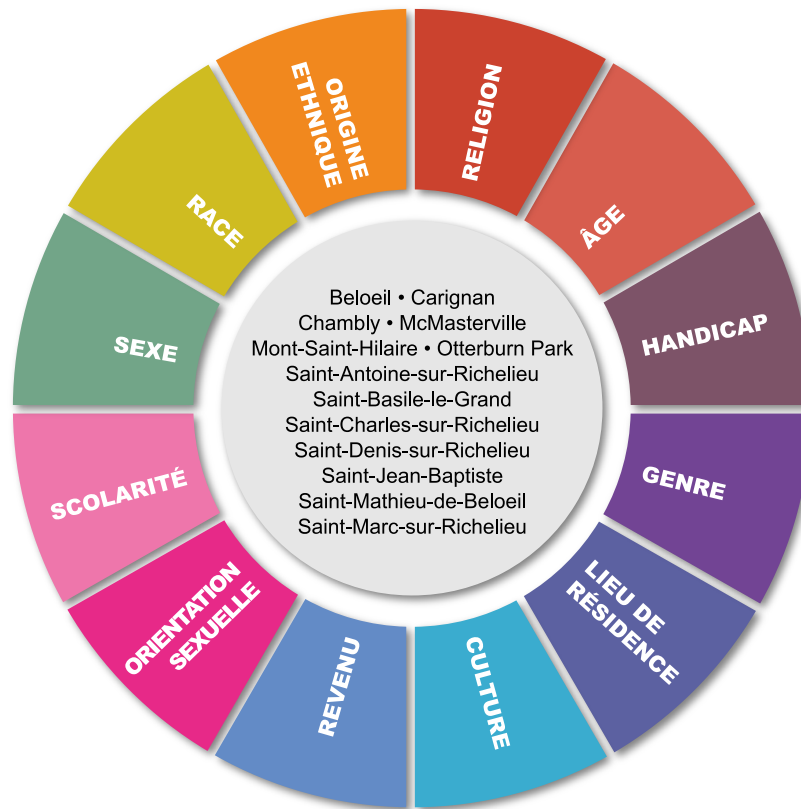 ORIGINE
ETHNIQUE
RELIGION
ÂGE
HANDICAP
GENRE
LIEU DE
RÉSIDENCE
CULTURE
REVENU
ORIENTATION
SEXUELLE
SCOLARITÉ
SEXE
RACE
Beloeil • Carignan
Chambly • McMasterville
Mont-Saint-Hilaire • Otterburn Park
Saint-Antoine-sur-Richelieu
Saint-Basile-le-Grand
Saint-Charles-sur-Richelieu
Saint-Denis-sur-Richelieu
Saint-Jean-Baptiste
Saint-Mathieu-de-Beloeil
Saint-Marc-sur-Richelieu